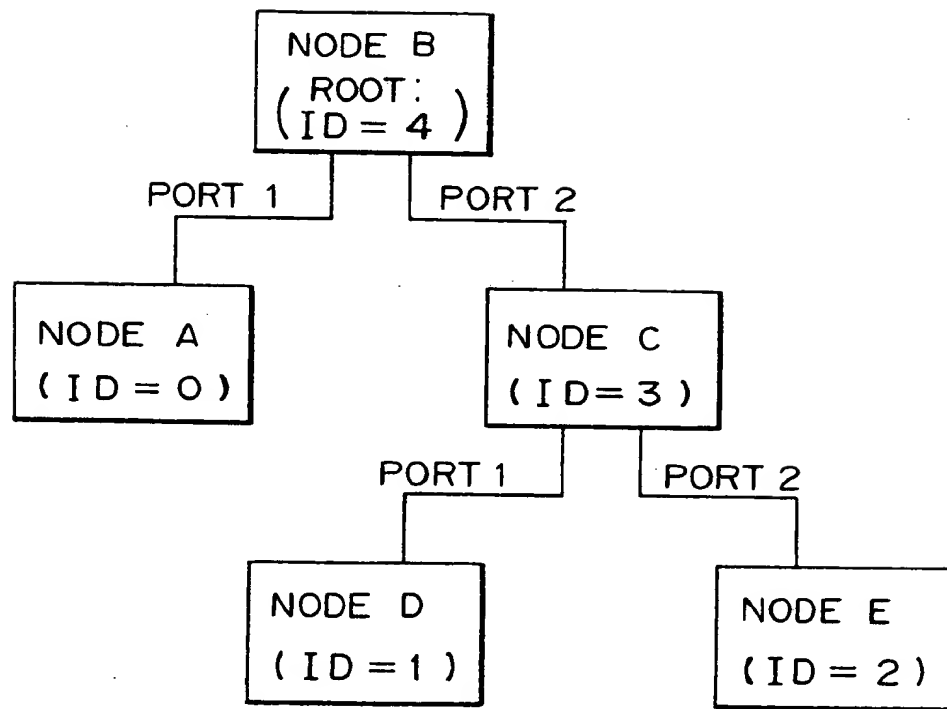 NODE B
( ROOT:
ID = 4 )
PORT 1
PORT 2
NODE A
( ID = 0 )
NODE C
( ID = 3 )
PORT 1
PORT 2
NODE D
( ID = 1 )
NODE E
( ID = 2 )